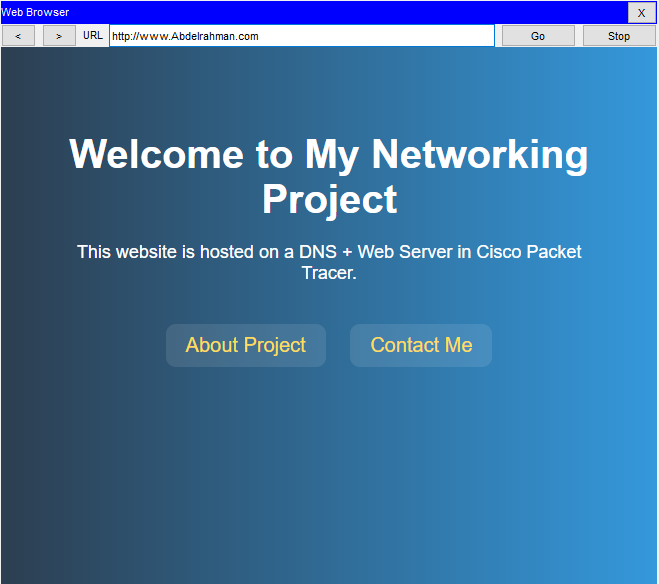 Web Browser X
< > URL http://www.Abdelrahman.com Go Stop
Welcome to My Networking
Project
This website is hosted on a DNS + Web Server in Cisco Packet
Tracer.
About Project Contact Me